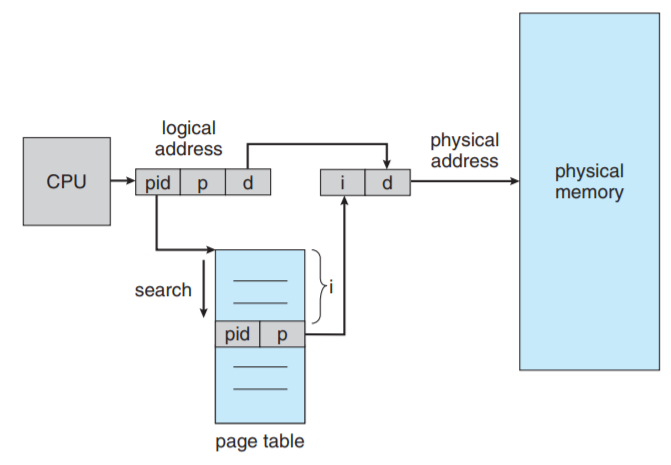 logical
address
physical
address
CPU
pid p d
i d
physical
memory
search
i
pid p
page table